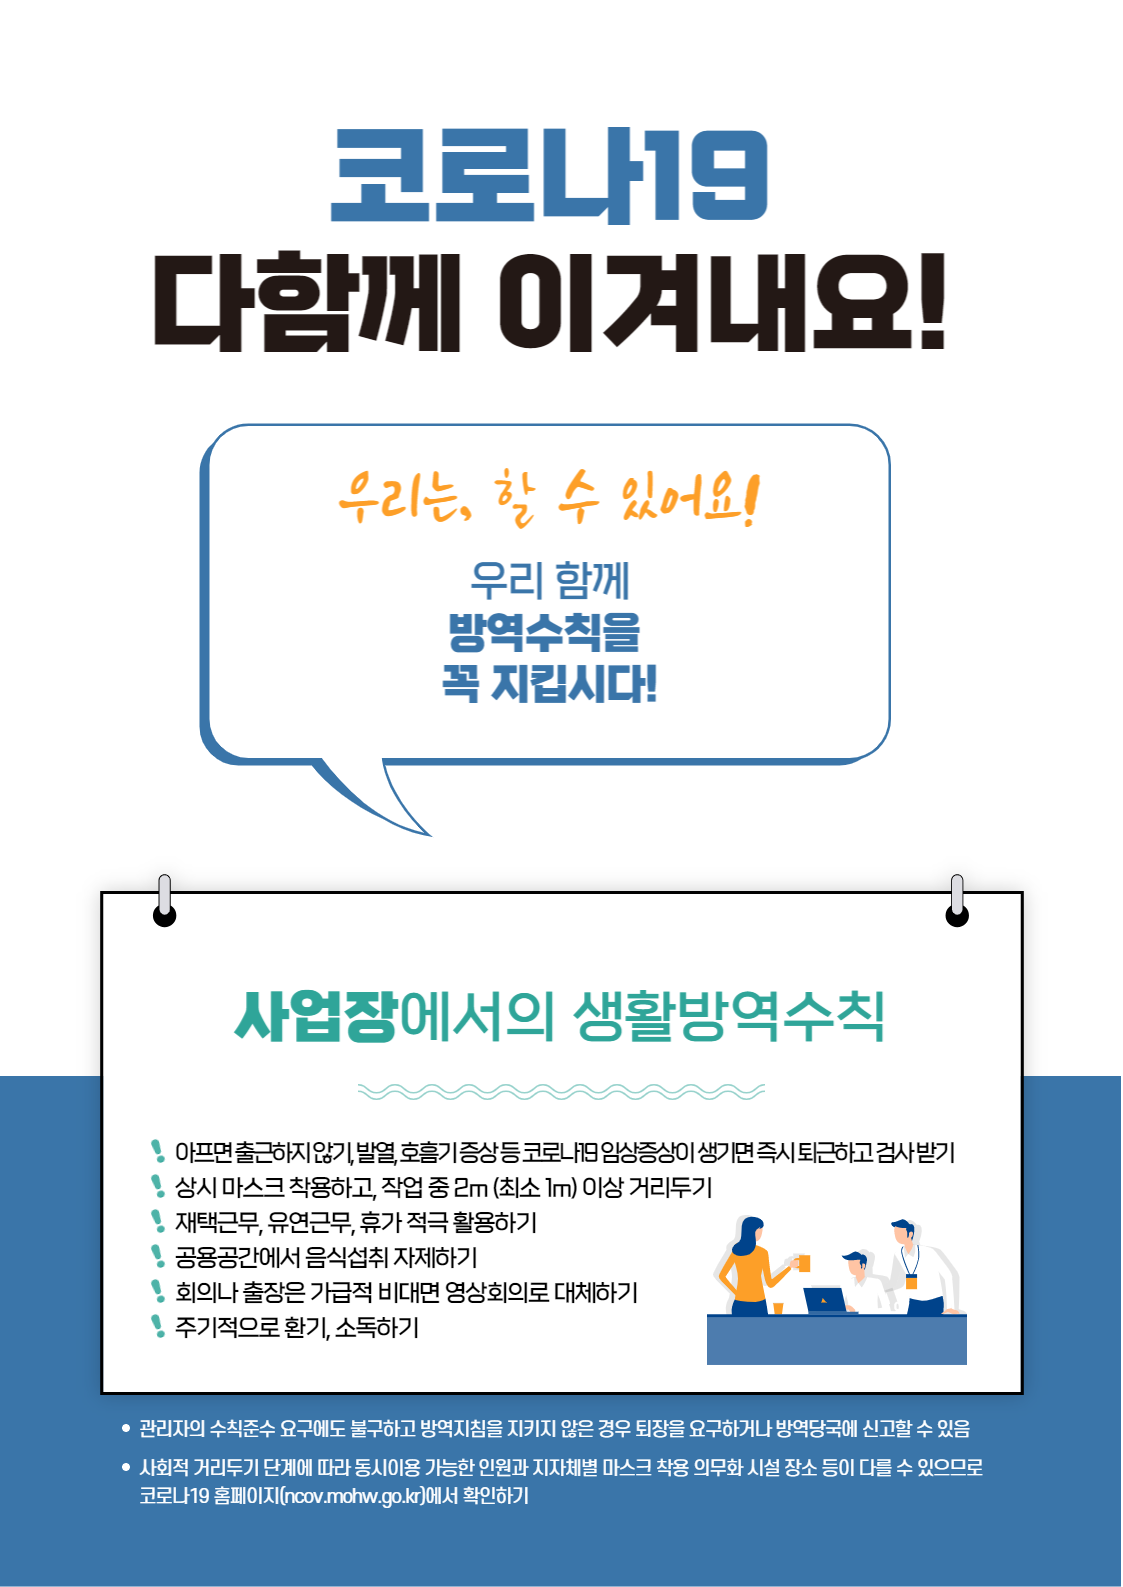 코로나19
다함께 이겨내요!
우리는, 할 수 있어요!
우리 함께
방역수칙을
꼭 지킵시다!
사업장에서의 생활방역수칙
아프면 출근하지 않기, 발열, 호흡기 증상 등 코로나19 임상증상이 생기면 즉시 퇴근하고 검사 받기
상시 마스크 착용하고, 작업 중 2m (최소 1m) 이상 거리두기
재택근무, 유연근무, 휴가 적극 활용하기
공용공간에서 음식섭취 자제하기
회의나 출장은 가급적 비대면 영상회의로 대체하기
주기적으로 환기, 소독하기
• 관리자의 수칙준수 요구에도 불구하고 방역지침을 지키지 않은 경우 퇴장을 요구하거나 방역당국에 신고할 수 있음
• 사회적 거리두기 단계에 따라 동시이용 가능한 인원과 지자체별 마스크 착용 의무화 시설 장소 등이 다를 수 있으므로
코로나19 홈페이지(ncov.mohw.go.kr)에서 확인하기